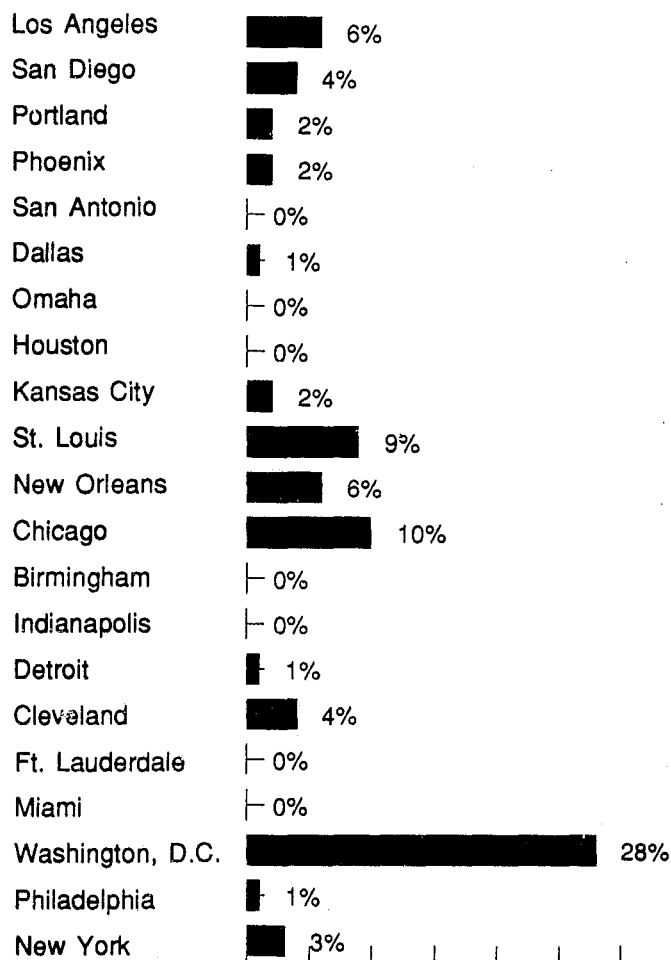 Los Angeles 6%
San Diego 4%
Portland 2%
Phoenix 2%
San Antonio 0%
Dallas 1%
Omaha 0%
Houston 0%
Kansas City 2%
St. Louis 9%
New Orleans 6%
Chicago 10%
Birmingham 0%
Indianapolis 0%
Detroit 1%
Cleveland 4%
Ft. Lauderdale 0%
Miami 0%
Washington, D.C. 28%
Philadelphia 1%
New York 3%